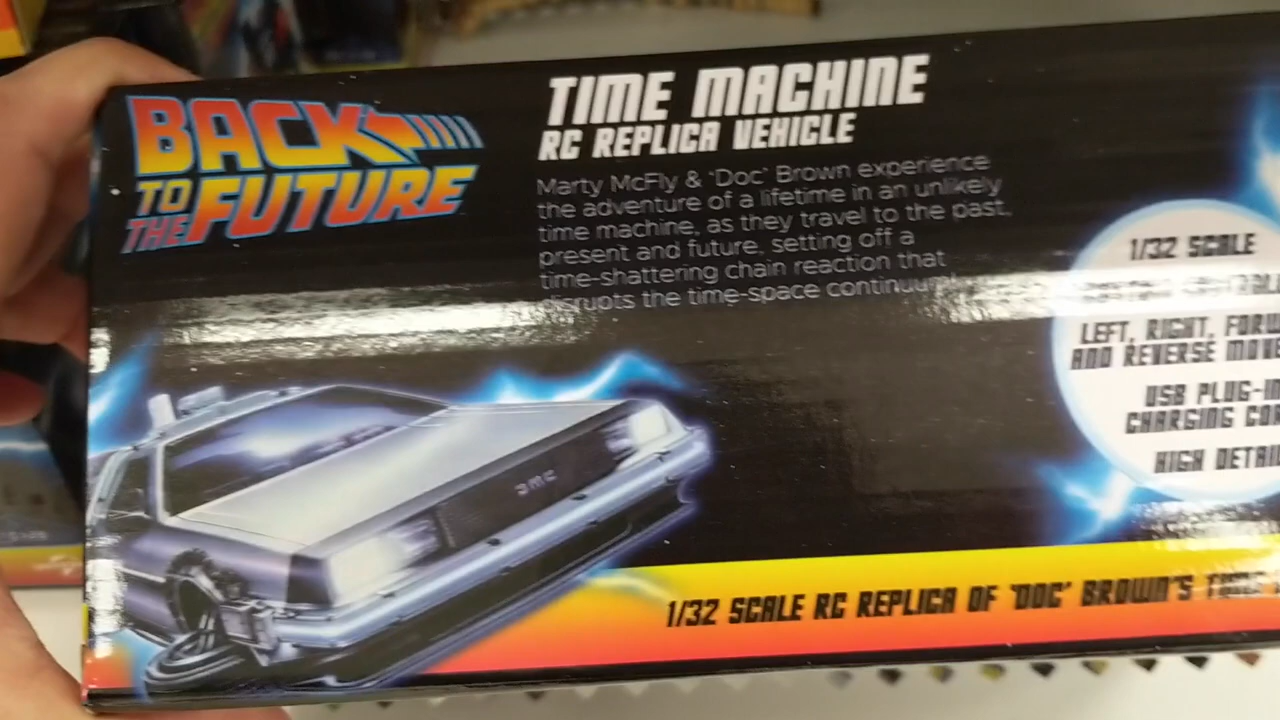 BACK
TO
THE FUTURE
TIME MACHINE
RC REPLICA VEHICLE
Marty McFly & 'Doc' Brown experience
the adventure of a lifetime in an unlikely
time machine, as they travel to the past,
present and future, setting off a
time-shattering chain reaction that
disrupts the time-space continuum!
1/32 SCALE
LEFT, RIGHT,
AND REVERSE
USB PLUG-IN
CHARGING
HIGH
DMC
1/32 SCALE RC REPLICA OF 'DOC' BROWN'S TIME